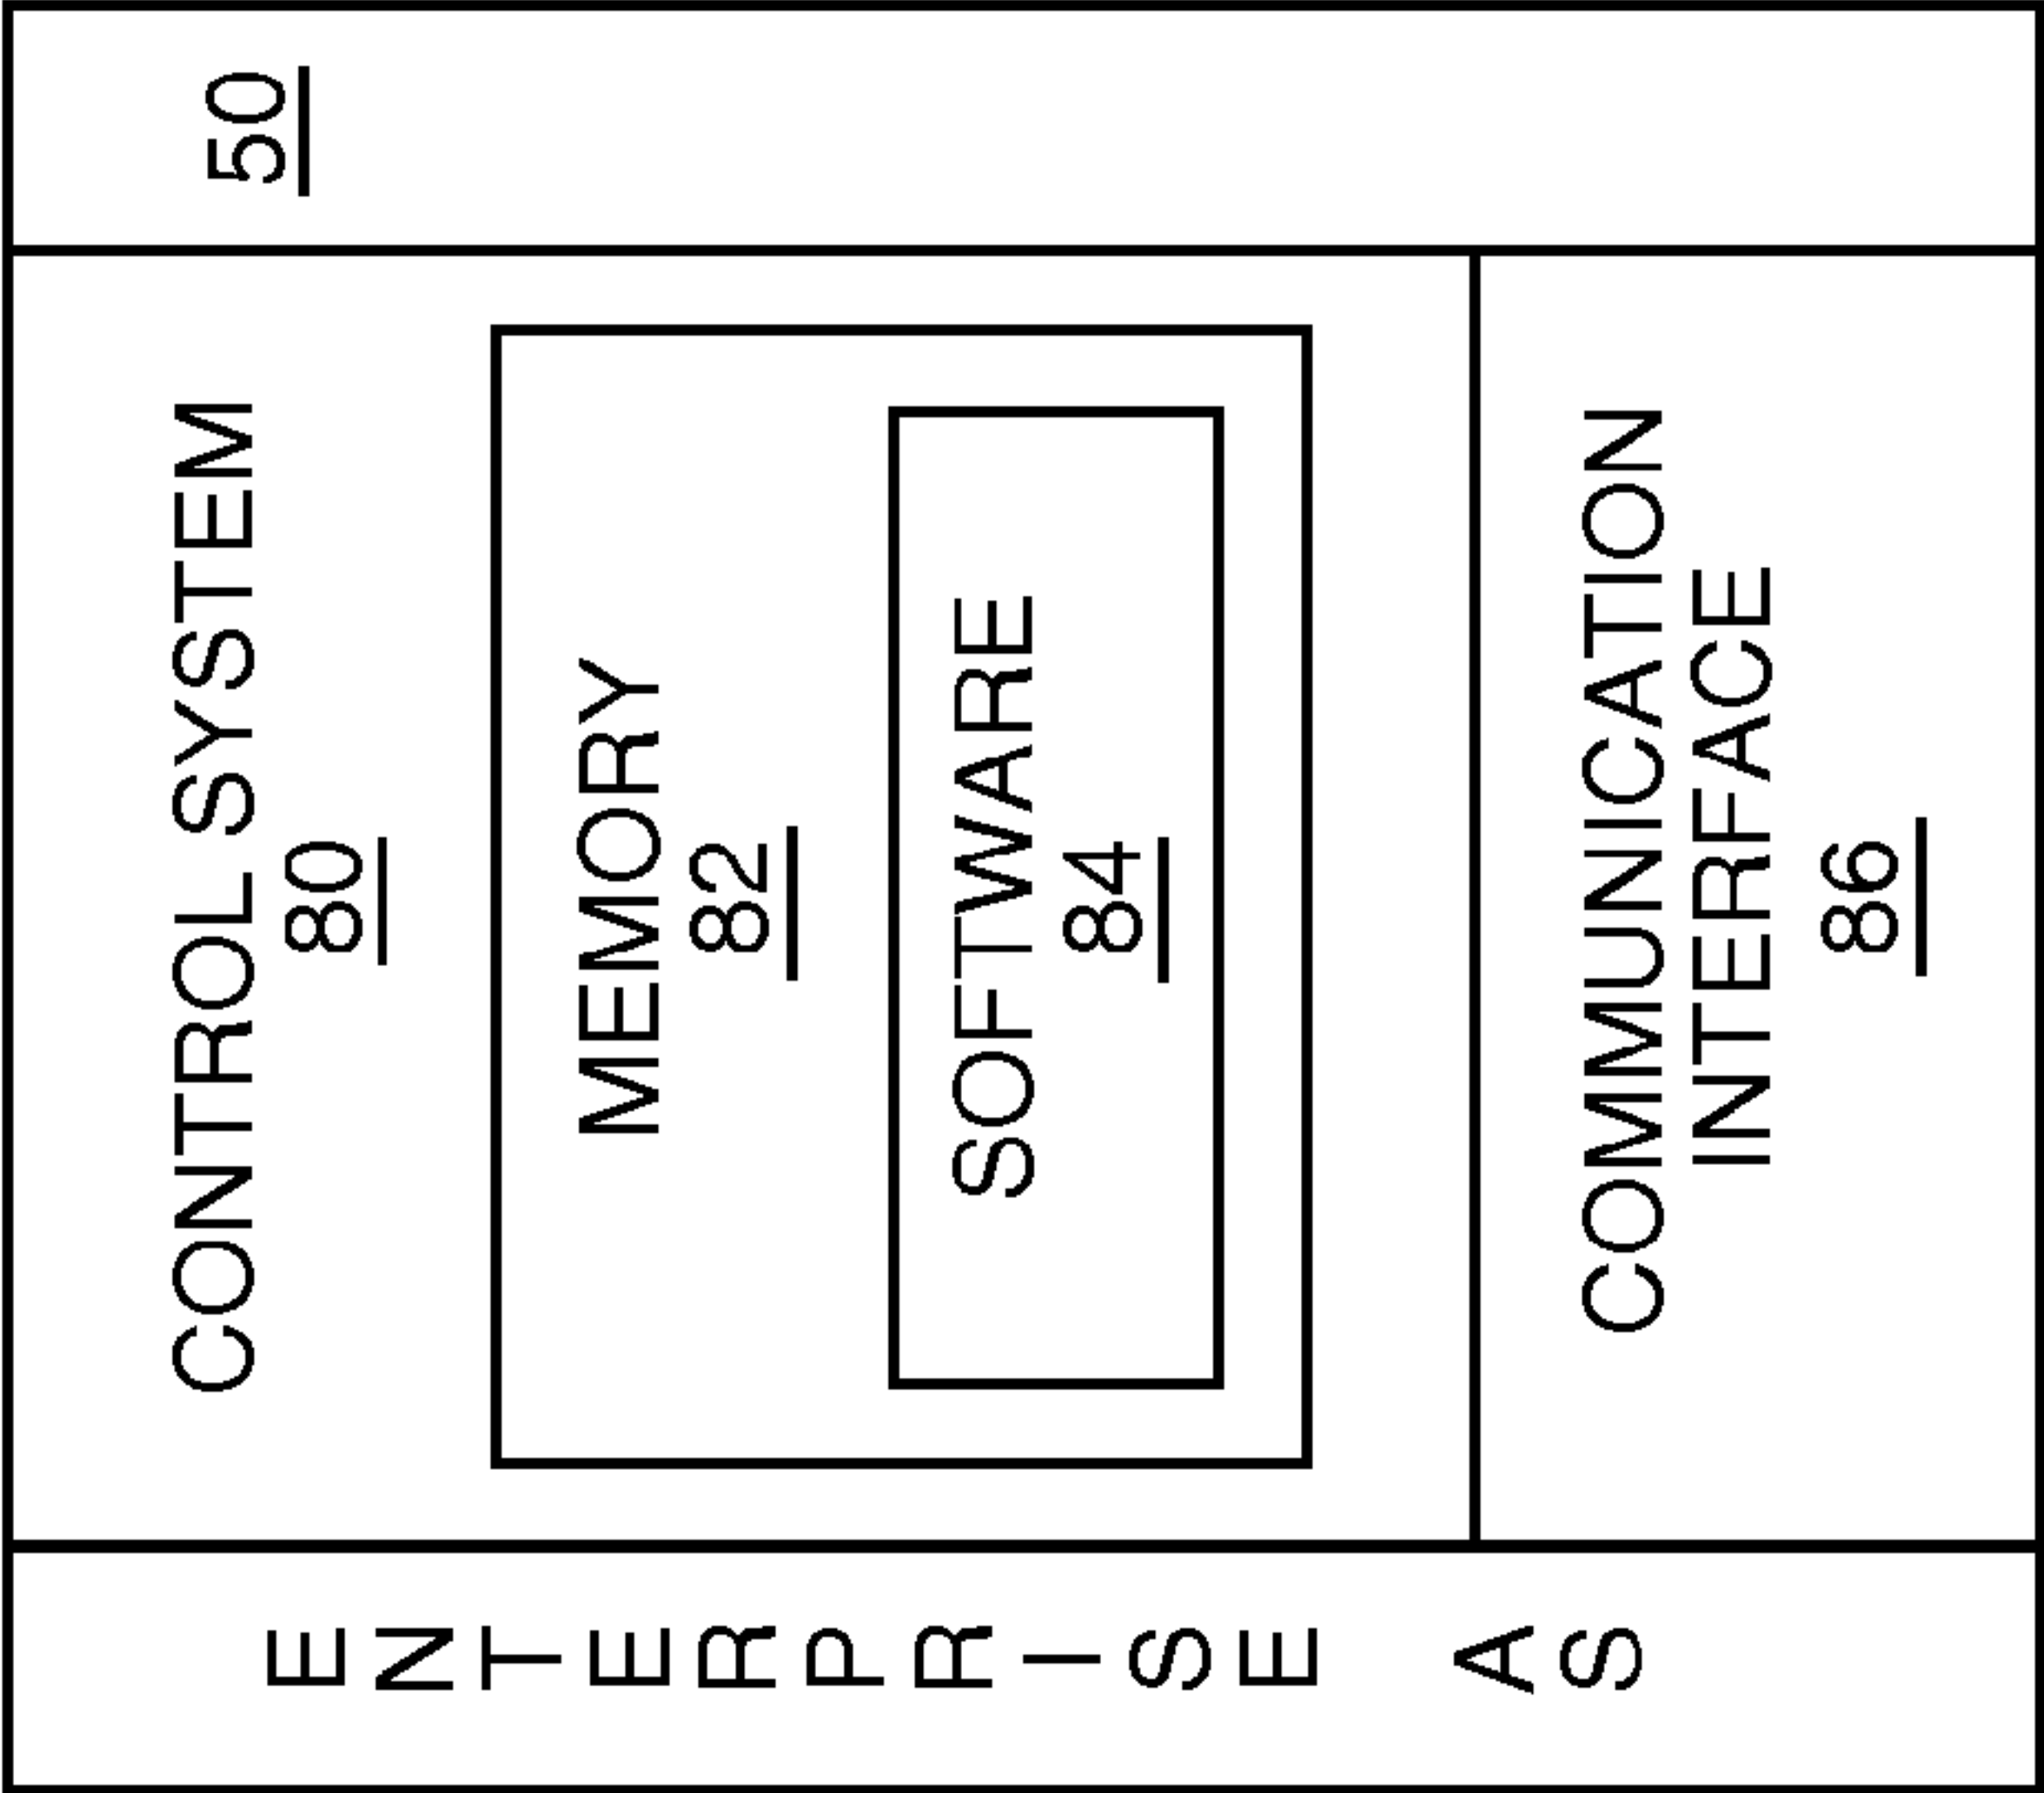 ENTERPRISE AS
CONTROL SYSTEM
80
MEMORY
82
SOFTWARE
84
COMMUNICATION
INTERFACE
86
50